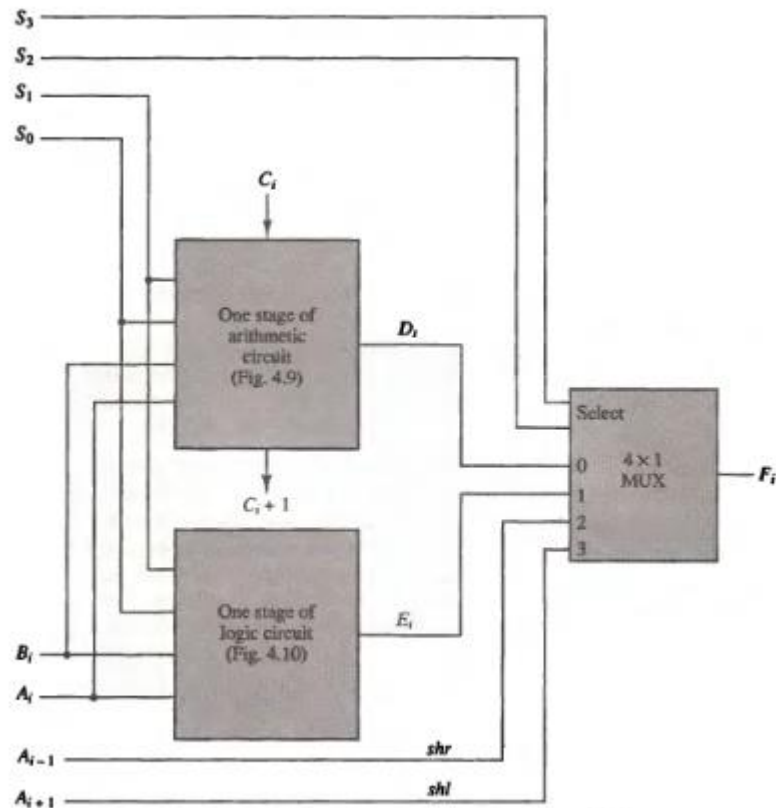 S₃
S₂
S₁
S₀
Cᵢ
One stage of
arithmetic
circuit
(Fig. 4.9)
Dᵢ
Select
4 × 1
MUX
0
1
2
3
Fᵢ
Cᵢ + 1
One stage of
logic circuit
(Fig. 4.10)
Eᵢ
Bᵢ
Aᵢ
Aᵢ₋₁
shr
Aᵢ₊₁
shl